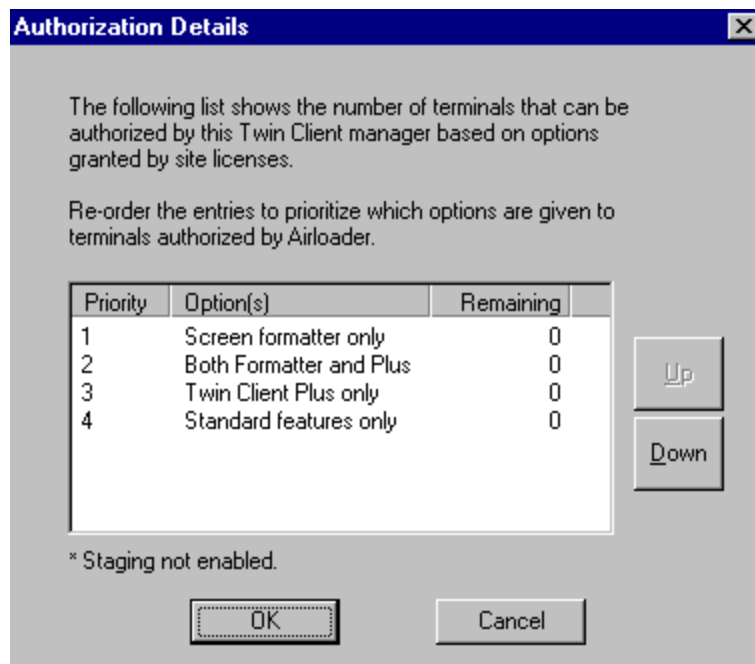 Authorization Details
The following list shows the number of terminals that can be
authorized by this Twin Client manager based on options
granted by site licenses.
Re-order the entries to prioritize which options are given to
terminals authorized by Airloader.
Priority Option(s) Remaining
1 Screen formatter only 0
2 Both Formatter and Plus 0
3 Twin Client Plus only 0
4 Standard features only 0
Up
Down
* Staging not enabled.
OK Cancel